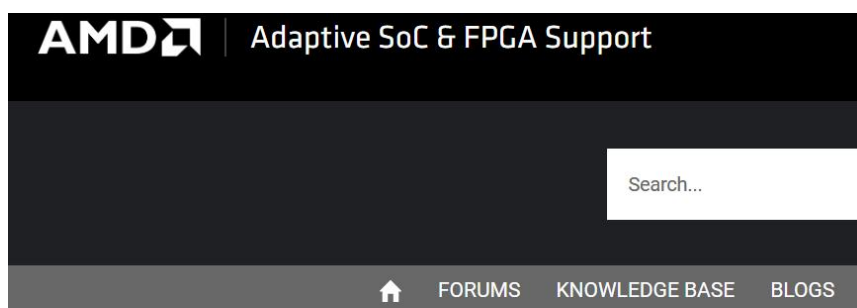 AMD Adaptive SoC & FPGA Support
Search...
FORUMS KNOWLEDGE BASE BLOGS